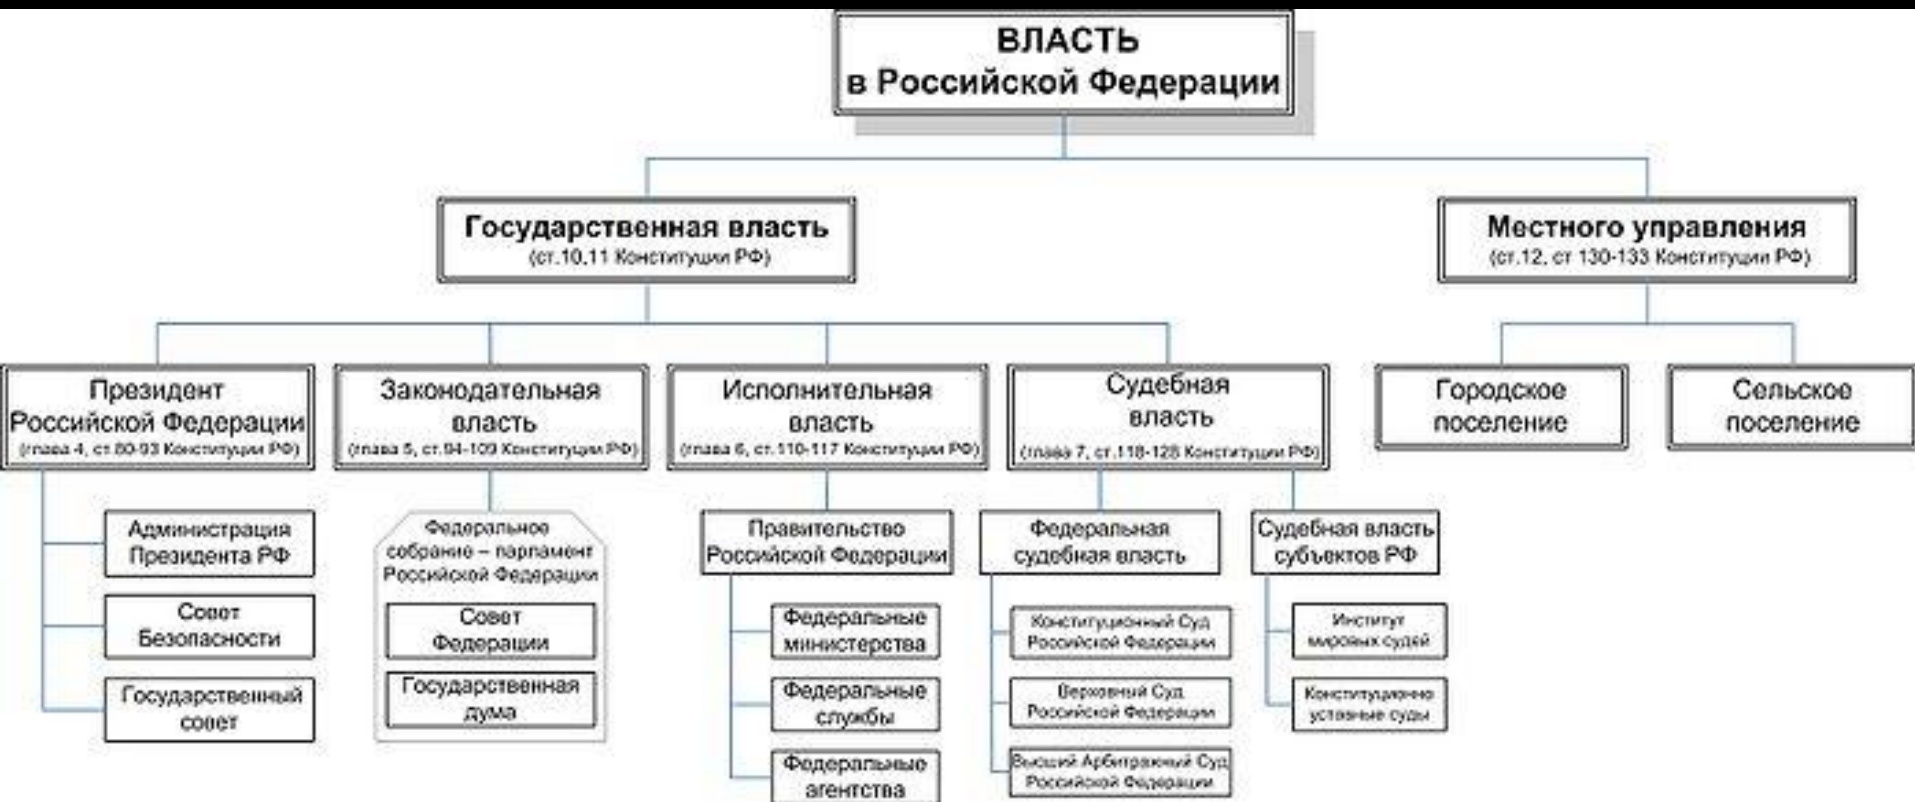 ВЛАСТЬ
в Российской Федерации
Государственная власть
(ст.10,11 Конституции РФ)
Местного управления
(ст.12, ст 130-133 Конституции РФ)
Президент
Российской Федерации
(глава 4, ст.80-93 Конституции РФ)
Законодательная
власть
(глава 5, ст.94-109 Конституции РФ)
Исполнительная
власть
(глава 6, ст.110-117 Конституции РФ)
Судебная
власть
(глава 7, ст.118-128 Конституции РФ)
Городское
поселение
Сельское
поселение
Администрация
Президента РФ
Совет
Безопасности
Государственный
совет
Федеральное
собрание – парламент
Российской Федерации
Совет
Федерации
Государственная
дума
Правительство
Российской Федерации
Федеральные
министерства
Федеральные
службы
Федеральные
агентства
Федеральная
судебная власть
Конституционный Суд
Российской Федерации
Верховный Суд
Российской Федерации
Высший Арбитражный Суд
Российской Федерации
Судебная власть
субъектов РФ
Институт
мировых судей
Конституционно
уставные суды